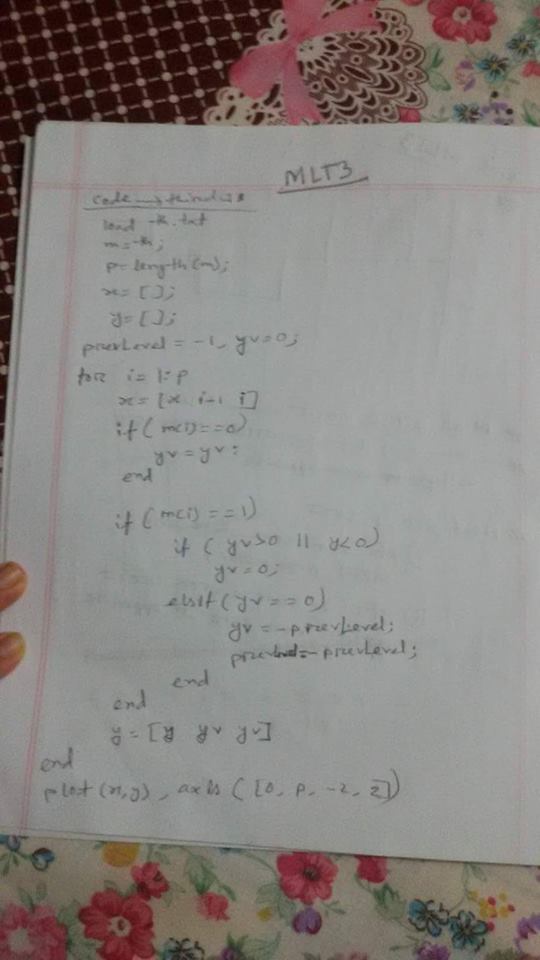 MLT3
code →
load th.txt
m=th;
p=length(m);
x=[];
y=[];
prevLevel = -1, yv=0;
for i=1:p
x=[x i-1 i]
if(m(i)==0)
yv=yv;
end
if(m(i)==1)
if(yv>0 || y<0)
yv=0;
elseif(yv==0)
yv=-prevLevel;
prevLevel=-prevLevel;
end
end
y=[y yv yv]
end
plot(x,y), axis([0, p, -2, 2])